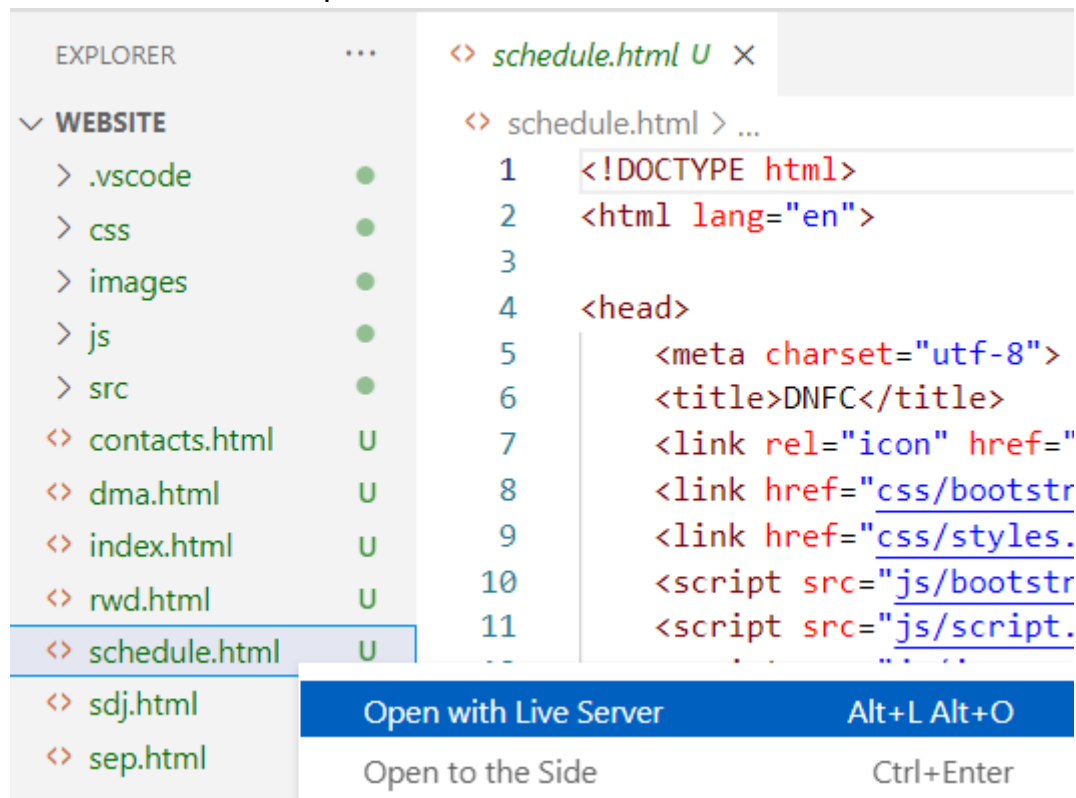 EXPLORER ...
WEBSITE
.vscode
css
images
js
src
contacts.html U
dma.html U
index.html U
rwd.html U
schedule.html U
sdj.html
sep.html
schedule.html U
schedule.html > ...
1 <!DOCTYPE html>
2 <html lang="en">
3
4 <head>
5 <meta charset="utf-8">
6 <title>DNFC</title>
7 <link rel="icon" href="
8 <link href="css/bootstr
9 <link href="css/styles.
10 <script src="js/bootstr
11 <script src="js/script.
Open with Live Server Alt+L Alt+O
Open to the Side Ctrl+Enter